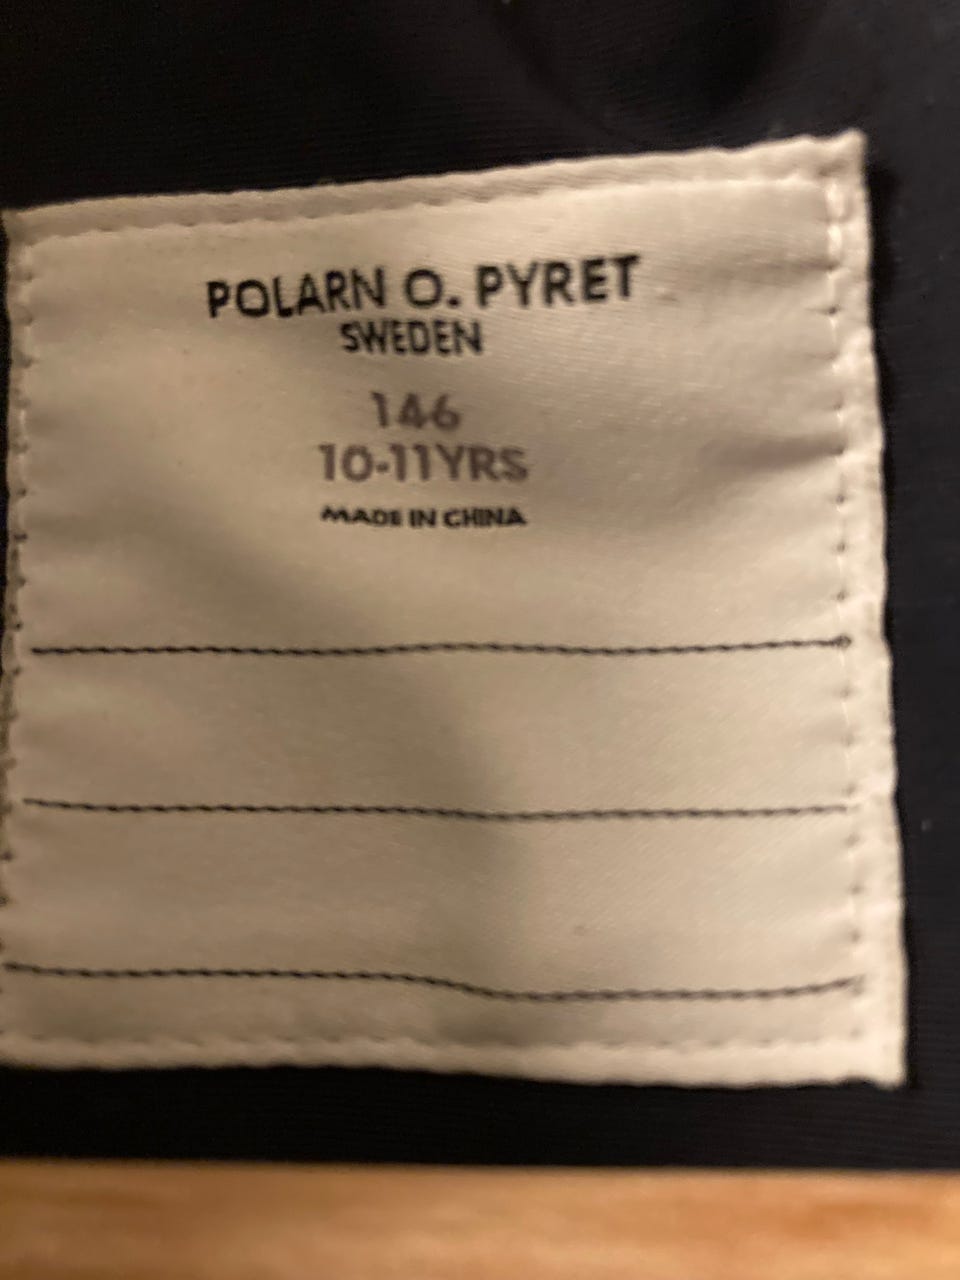 POLARN O. PYRET
SWEDEN
146
10-11YRS
MADE IN CHINA